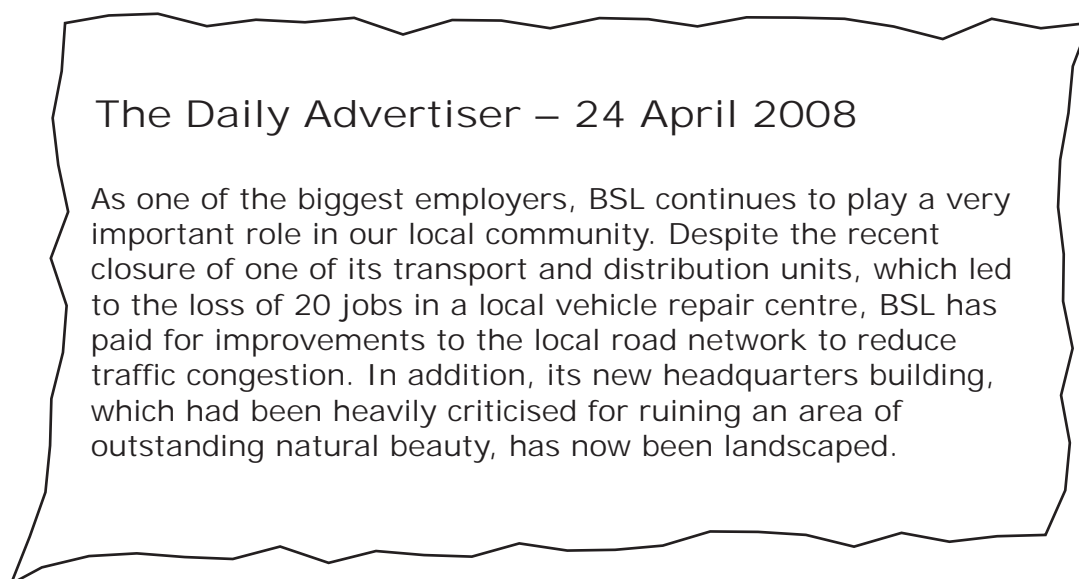 The Daily Advertiser – 24 April 2008
As one of the biggest employers, BSL continues to play a very
important role in our local community. Despite the recent
closure of one of its transport and distribution units, which led
to the loss of 20 jobs in a local vehicle repair centre, BSL has
paid for improvements to the local road network to reduce
traffic congestion. In addition, its new headquarters building,
which had been heavily criticised for ruining an area of
outstanding natural beauty, has now been landscaped.